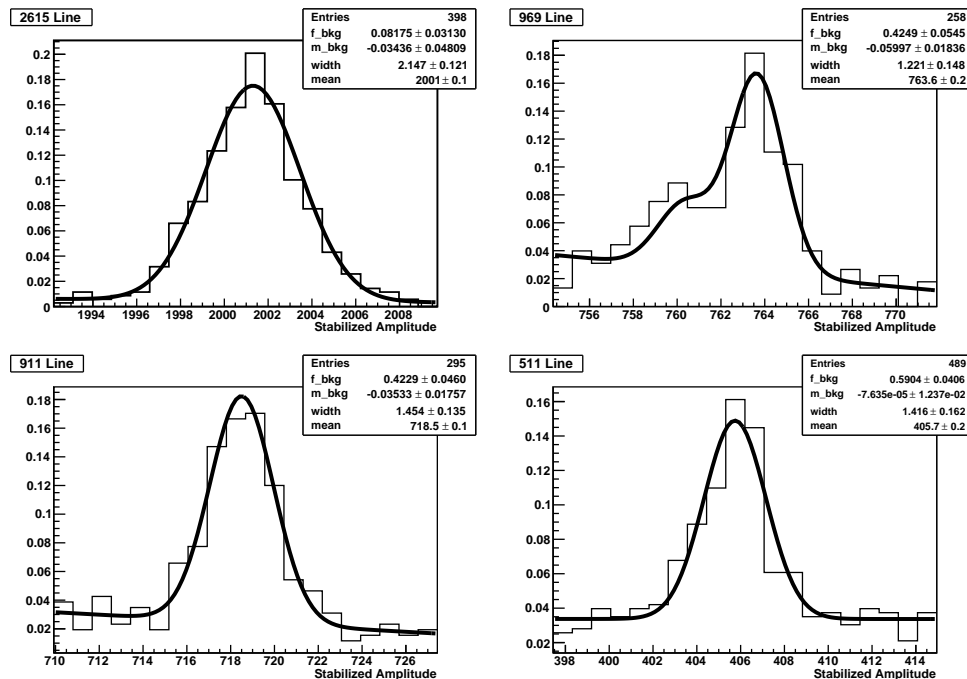 2615 Line
Entries 398
f_bkg 0.08175 ± 0.03130
m_bkg -0.03436 ± 0.04809
width 2.147 ± 0.121
mean 2001 ± 0.1
0.2
0.18
0.16
0.14
0.12
0.1
0.08
0.06
0.04
0.02
0
1994 1996 1998 2000 2002 2004 2006 2008
Stabilized Amplitude
969 Line
Entries 258
f_bkg 0.4249 ± 0.0545
m_bkg -0.05997 ± 0.01836
width 1.221 ± 0.148
mean 763.6 ± 0.2
0.18
0.16
0.14
0.12
0.1
0.08
0.06
0.04
0.02
0
756 758 760 762 764 766 768 770
Stabilized Amplitude
911 Line
Entries 295
f_bkg 0.4229 ± 0.0460
m_bkg -0.03533 ± 0.01757
width 1.454 ± 0.135
mean 718.5 ± 0.1
0.18
0.16
0.14
0.12
0.1
0.08
0.06
0.04
0.02
710 712 714 716 718 720 722 724 726
Stabilized Amplitude
511 Line
Entries 489
f_bkg 0.5904 ± 0.0406
m_bkg -7.635e-05 ± 1.237e-02
width 1.416 ± 0.162
mean 405.7 ± 0.2
0.16
0.14
0.12
0.1
0.08
0.06
0.04
0.02
398 400 402 404 406 408 410 412 414
Stabilized Amplitude